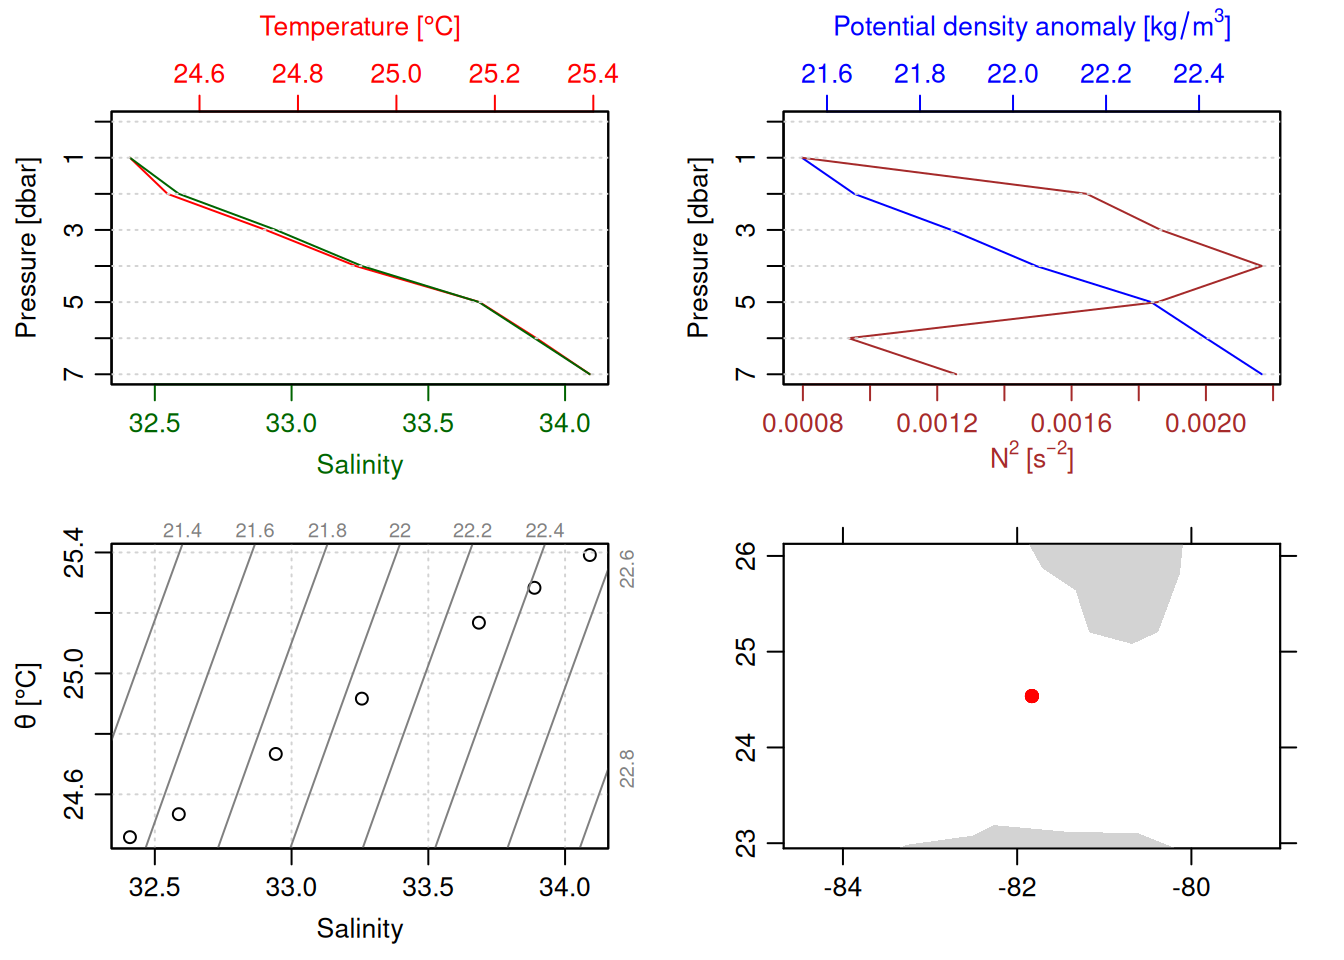 Temperature [°C]
24.6 24.8 25.0 25.2 25.4
Pressure [dbar]
1
3
5
7
32.5 33.0 33.5 34.0
Salinity
Potential density anomaly [kg/m³]
21.6 21.8 22.0 22.2 22.4
Pressure [dbar]
1
3
5
7
0.0008 0.0012 0.0016 0.0020
N² [s⁻²]
21.4 21.6 21.8 22 22.2 22.4
22.6
22.8
θ [°C]
25.4
25.0
24.6
32.5 33.0 33.5 34.0
Salinity
26
25
24
23
-84 -82 -80